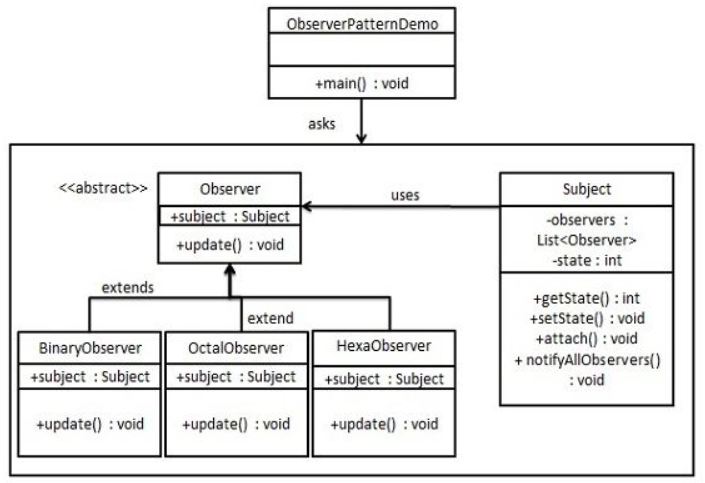 ObserverPatternDemo
+main() : void
asks
<<abstract>>
Observer
+subject : Subject
+update() : void
uses
Subject
-observers :
List<Observer>
-state : int
+getState() : int
+setState() : void
+attach() : void
+ notifyAllObservers()
: void
extends
extend
BinaryObserver
+subject : Subject
+update() : void
OctalObserver
+subject : Subject
+update() : void
HexaObserver
+subject : Subject
+update() : void